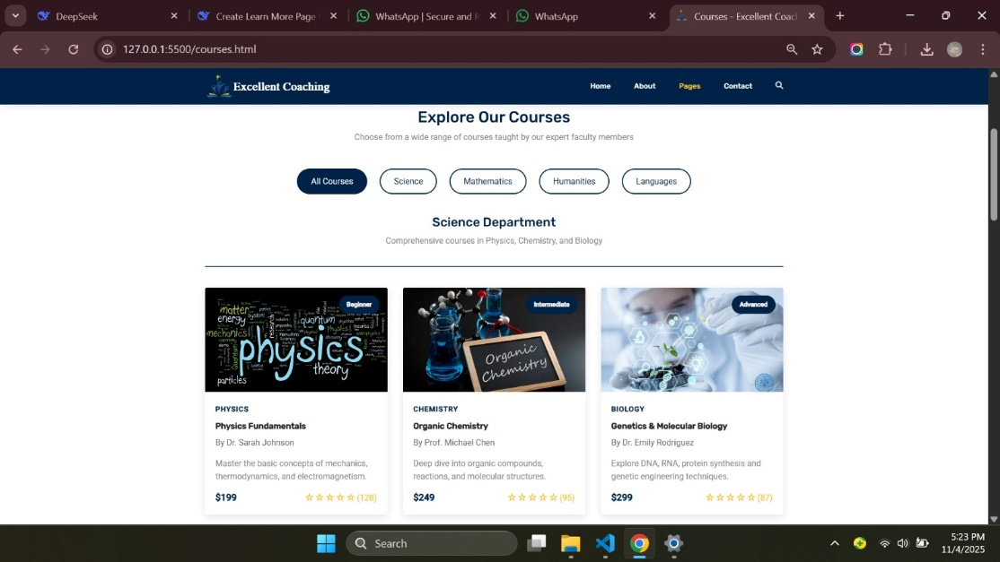 DeepSeek
Create Learn More Page
WhatsApp | Secure and R
WhatsApp
Courses - Excellent Coach
127.0.0.1:5500/courses.html
Excellent Coaching
Home About Pages Contact
Explore Our Courses
Choose from a wide range of courses taught by our expert faculty members
All Courses Science Mathematics Humanities Languages
Science Department
Comprehensive courses in Physics, Chemistry, and Biology
Beginner
matter
energy
quantum
mechanics
physics
theory
particles
PHYSICS
Physics Fundamentals
By Dr. Sarah Johnson
Master the basic concepts of mechanics,
thermodynamics, and electromagnetism.
$199 ☆☆☆☆☆ (128)
Intermediate
Organic
Chemistry
CHEMISTRY
Organic Chemistry
By Prof. Michael Chen
Deep dive into organic compounds,
reactions, and molecular structures.
$249 ☆☆☆☆☆ (95)
Advanced
BIOLOGY
Genetics & Molecular Biology
By Dr. Emily Rodriguez
Explore DNA, RNA, protein synthesis and
genetic engineering techniques.
$299 ☆☆☆☆☆ (87)
Search
5:23 PM
11/4/2025